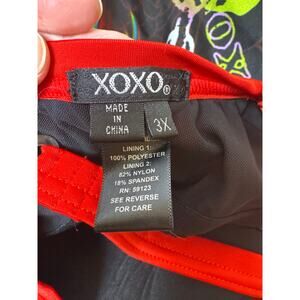 XOXO®
MADE
IN
CHINA
3X
LINING 1:
100% POLYESTER
LINING 2:
82% NYLON
18% SPANDEX
RN: 59123
SEE REVERSE
FOR CARE